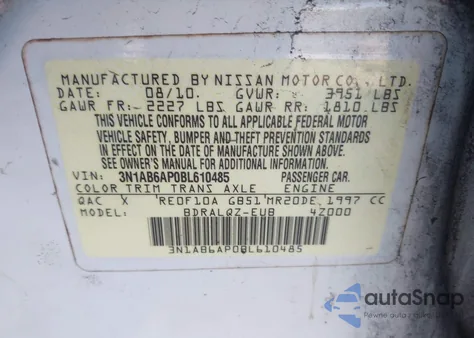 MANUFACTURED BY NISSAN MOTOR CO., LTD.
DATE: 08/10. GVWR: 3951 LBS
GAWR FR: 2227 LBS GAWR RR: 1810 LBS
THIS VEHICLE CONFORMS TO ALL APPLICABLE FEDERAL MOTOR
VEHICLE SAFETY, BUMPER AND THEFT PREVENTION STANDARDS
IN EFFECT ON THE DATE OF MANUFACTURE SHOWN ABOVE.
SEE OWNER'S MANUAL FOR ADDITIONAL INFORMATION.
VIN: 3N1AB6AP0BL610485 PASSENGER CAR.
COLOR TRIM TRANS AXLE ENGINE
QAC X RE0F10A GB51 MR20DE 1997 CC
MODEL: BDRALQZ-EUB 4Z000
3N1AB6AP0BL610485
autoSnap